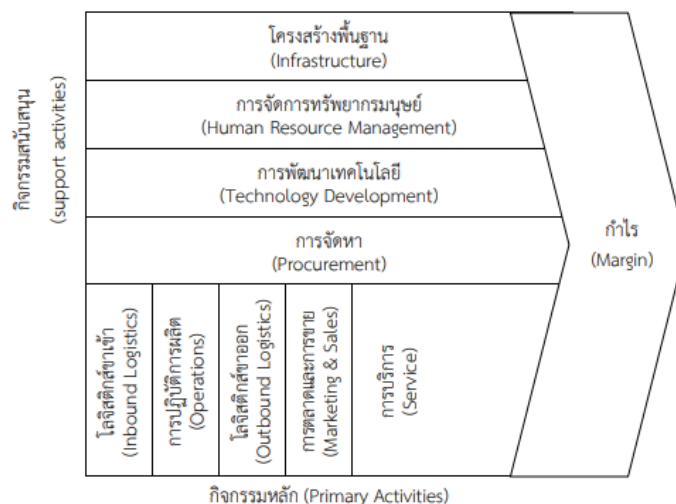 กิจกรรมสนับสนุน
(support activities)
โครงสร้างพื้นฐาน
(Infrastructure)
การจัดการทรัพยากรมนุษย์
(Human Resource Management)
การพัฒนาเทคโนโลยี
(Technology Development)
การจัดหา
(Procurement)
กำไร
(Margin)
โลจิสติกส์ขาเข้า
(Inbound Logistics)
การปฏิบัติการผลิต
(Operations)
โลจิสติกส์ขาออก
(Outbound Logistics)
การตลาดและการขาย
(Marketing & Sales)
การบริการ
(Service)
กิจกรรมหลัก (Primary Activities)